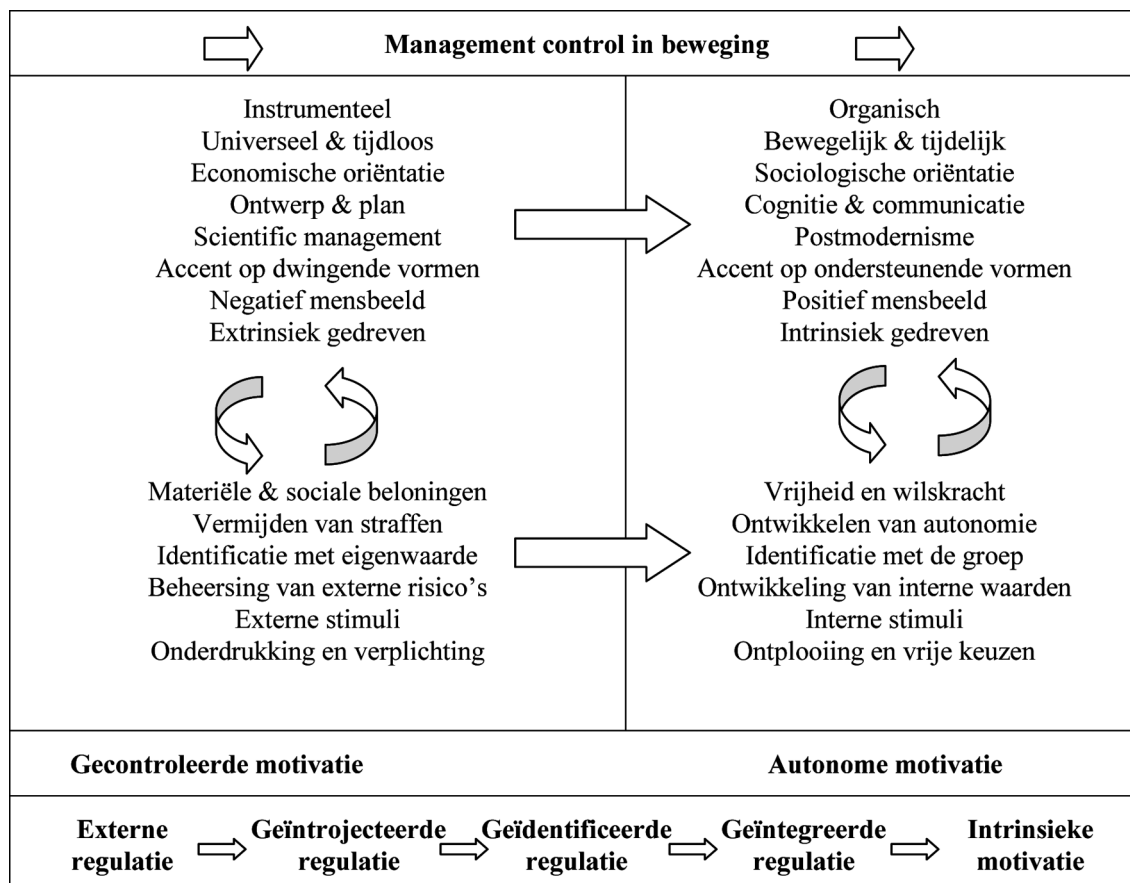 Management control in beweging
Instrumenteel
Universeel & tijdloos
Economische oriëntatie
Ontwerp & plan
Scientific management
Accent op dwingende vormen
Negatief mensbeeld
Extrinsiek gedreven
Materiële & sociale beloningen
Vermijden van straffen
Identificatie met eigenwaarde
Beheersing van externe risico's
Externe stimuli
Onderdrukking en verplichting
Organisch
Bewegelijk & tijdelijk
Sociologische oriëntatie
Cognitie & communicatie
Postmodernisme
Accent op ondersteunende vormen
Positief mensbeeld
Intrinsiek gedreven
Vrijheid en wilskracht
Ontwikkelen van autonomie
Identificatie met de groep
Ontwikkeling van interne waarden
Interne stimuli
Ontplooiing en vrije keuzen
Gecontroleerde motivatie
Autonome motivatie
Externe
regulatie
Geïntrojecteerde
regulatie
Geïdentificeerde
regulatie
Geïntegreerde
regulatie
Intrinsieke
motivatie